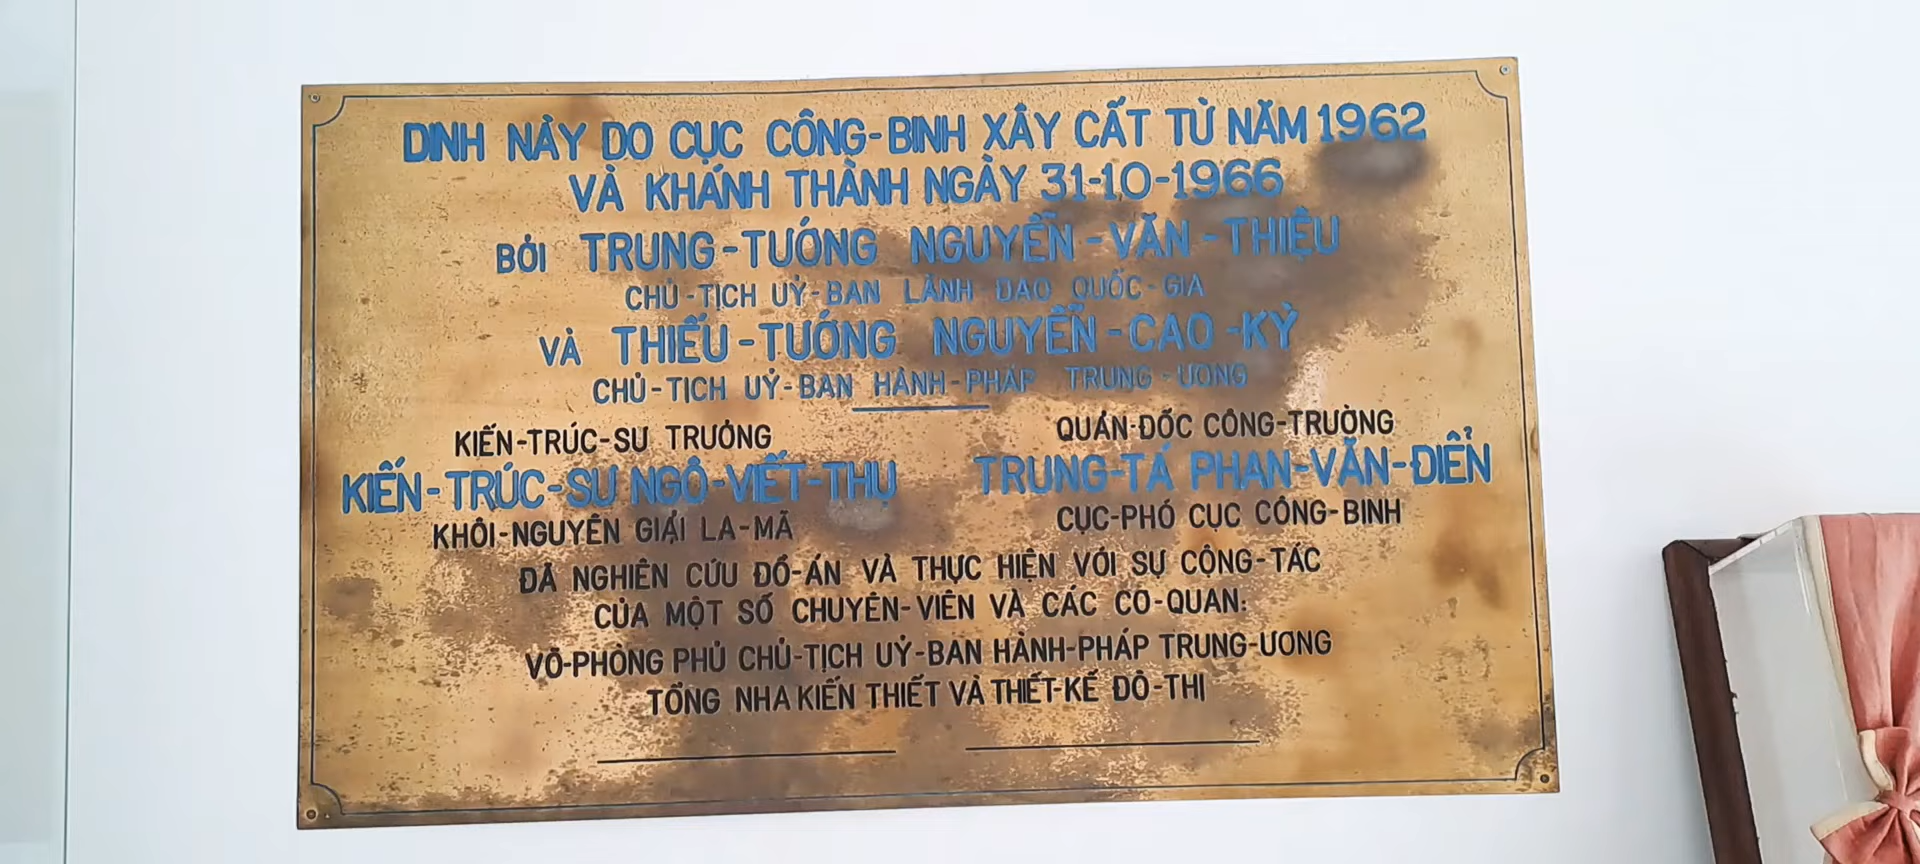 DINH NÀY DO CỤC CÔNG-BINH XÂY CẤT TỪ NĂM 1962
VÀ KHÁNH THÀNH NGÀY 31-10-1966
BỞI TRUNG-TƯỚNG NGUYỄN-VĂN-THIỆU
CHỦ-TỊCH UỶ-BAN LÃNH-ĐẠO QUỐC-GIA
VÀ THIẾU-TƯỚNG NGUYỄN-CAO-KỲ
CHỦ-TỊCH UỶ-BAN HÀNH-PHÁP TRUNG-ƯƠNG
KIẾN-TRÚC-SƯ TRƯỞNG
KIẾN-TRÚC-SƯ NGÔ-VIẾT-THỤ
KHÔI-NGUYÊN GIẢI LA-MÃ
QUẢN-ĐỐC CÔNG-TRƯỜNG
TRUNG-TÁ PHAN-VĂN-ĐIỂN
CỤC-PHÓ CỤC CÔNG-BINH
ĐÃ NGHIÊN CỨU ĐỒ-ÁN VÀ THỰC HIỆN VỚI SỰ CỘNG-TÁC
CỦA MỘT SỐ CHUYÊN-VIÊN VÀ CÁC CƠ-QUAN:
VÕ-PHÒNG PHỦ CHỦ-TỊCH UỶ-BAN HÀNH-PHÁP TRUNG-ƯƠNG
TỔNG NHA KIẾN THIẾT VÀ THIẾT-KẾ ĐÔ-THỊ